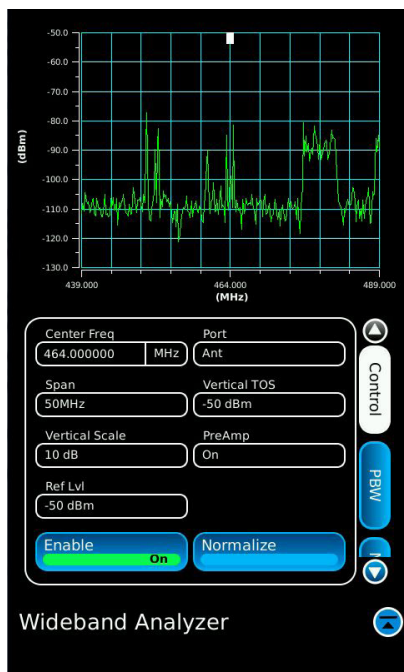 -50.0
-60.0
-70.0
-80.0
-90.0
-100.0
-110.0
-120.0
-130.0
(dBm)
439.000 464.000 489.000
(MHz)
Center Freq Port
464.000000 MHz Ant
Span Vertical TOS
50MHz -50 dBm
Vertical Scale PreAmp
10 dB On
Ref Lvl
-50 dBm
Enable Normalize
On
Control
PBW
Wideband Analyzer